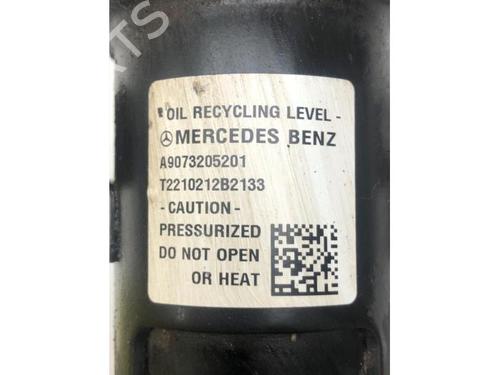 OIL RECYCLING LEVEL -
MERCEDES BENZ
A9073205201
T2210212B2133
- CAUTION -
PRESSURIZED
DO NOT OPEN
OR HEAT